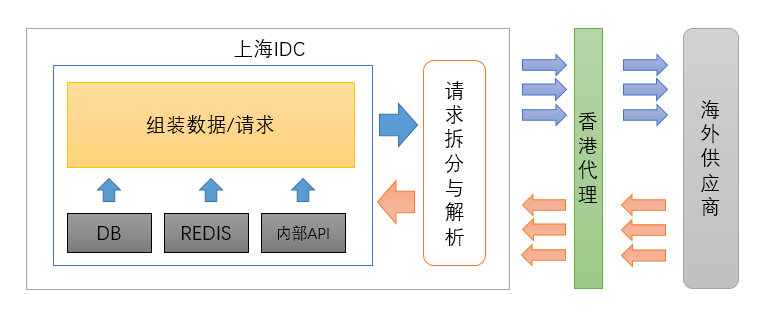 上海IDC
组装数据/请求
DB
REDIS
内部API
请求拆分与解析
香港代理
海外供应商